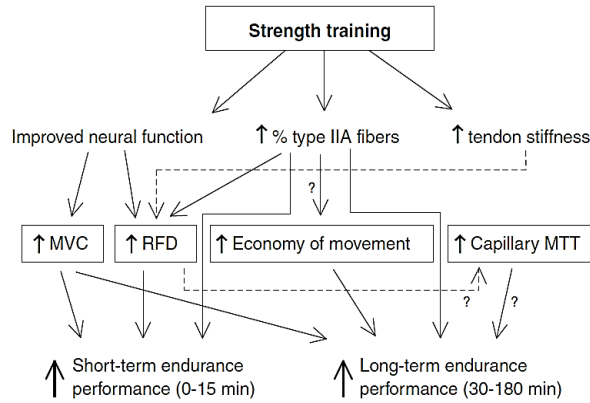 Strength training
Improved neural function
↑ % type IIA fibers
↑ tendon stiffness
?
↑ MVC
↑ RFD
↑ Economy of movement
↑ Capillary MTT
?
?
↑ Short-term endurance
performance (0-15 min)
↑ Long-term endurance
performance (30-180 min)